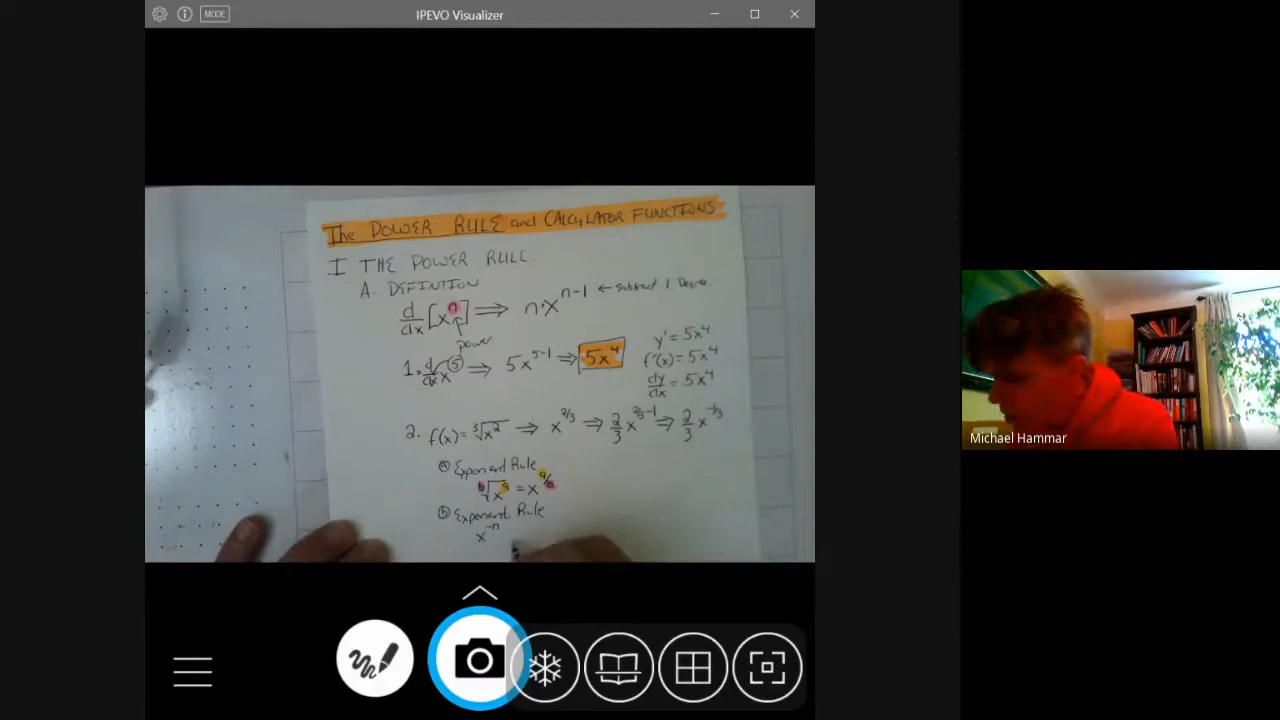 MODE
IPEVO Visualizer
The POWER RULE and CALCULATOR FUNCTIONS
I THE POWER RULE.
A. DEFINTION
d/dx [x^n] ⇒ n·x^(n-1) ← Subtract 1 Degree.
power
1. d/dx x^5 ⇒ 5x^(5-1) ⇒ 5x^4
y' = 5x^4
f'(x) = 5x^4
dy/dx = 5x^4
2. f(x) = ∛x^2 ⇒ x^(2/3) ⇒ 2/3 x^(2/3-1) ⇒ 2/3 x^(-1/3)
ⓐ Exponent Rule
b√x^a = x^(a/b)
ⓑ Exponent Rule
x^-n
Michael Hammar